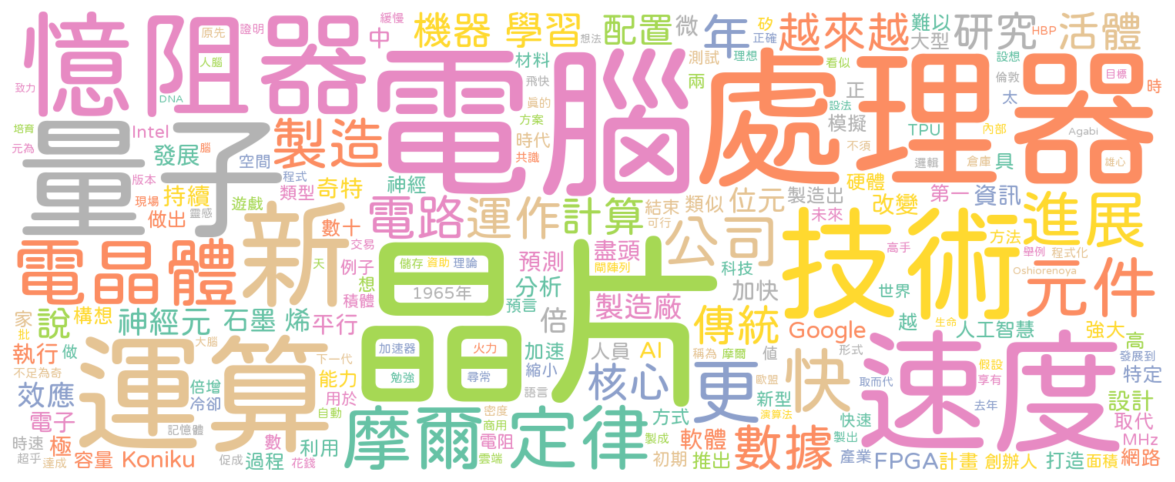 緩慢
原先 證明 想法 矽 正確 難以 HBP
憶阻器 中 機器 學習 配置 微 年 越來越 大型 研究 活體
人腦 材料 測試 理想 看似 設想 目標
致力 DNA 電腦 飛快 兩 處理器 正 倫敦 太 時
真的 方案 設法 模擬 TPU 內部 Agabi
培育 Intel 製造 時代 不須
量子 元為 發展 腦 空間 共識 邏輯 倉庫 具 雄心
版本 程式 神經 硬體
現場 持續 類型 奇特 電路 運作 計算 結束 類似 位元 製造出 改變 第一 資訊 進展
靈感 遊戲 可行 未來
做出 新 數十 公司 技術 高手 方法 舉例 程式化
電晶體 交易 盡頭
天 例子 儲存 資助 理論 預測 閘陣列 科技 Oshiorenoya
想 分析 加快 世界 元件
積體 1965年 晶片 預言 製造廠
家 說 構想 神經元 石墨 烯 平行 倍 傳統 Google 越 生命 人工智慧 強大
批 大腦 加速器 火力 加速 人員 AI 稱為 摩爾 值 形式 高
執行 做 下一代 縮小 發展到
不足為奇 運算 能力 勉強 尋常 核心 更 歐盟 快 取而代 假設 速度 特定
效應 倍增 用於 語言 新型 享有
冷卻 自動 密度 方式 演算法 去年 設計
電子 記憶體 摩爾 定律 商用 快速 取代
時速 極 數 利用 電阻 製成 軟體 數據 製出 MHz
超乎 達成 容量 Koniku 促成 過程 花錢 初期 雲端 推出 產業 FPGA 計畫 創辦人 打造 面積 網路